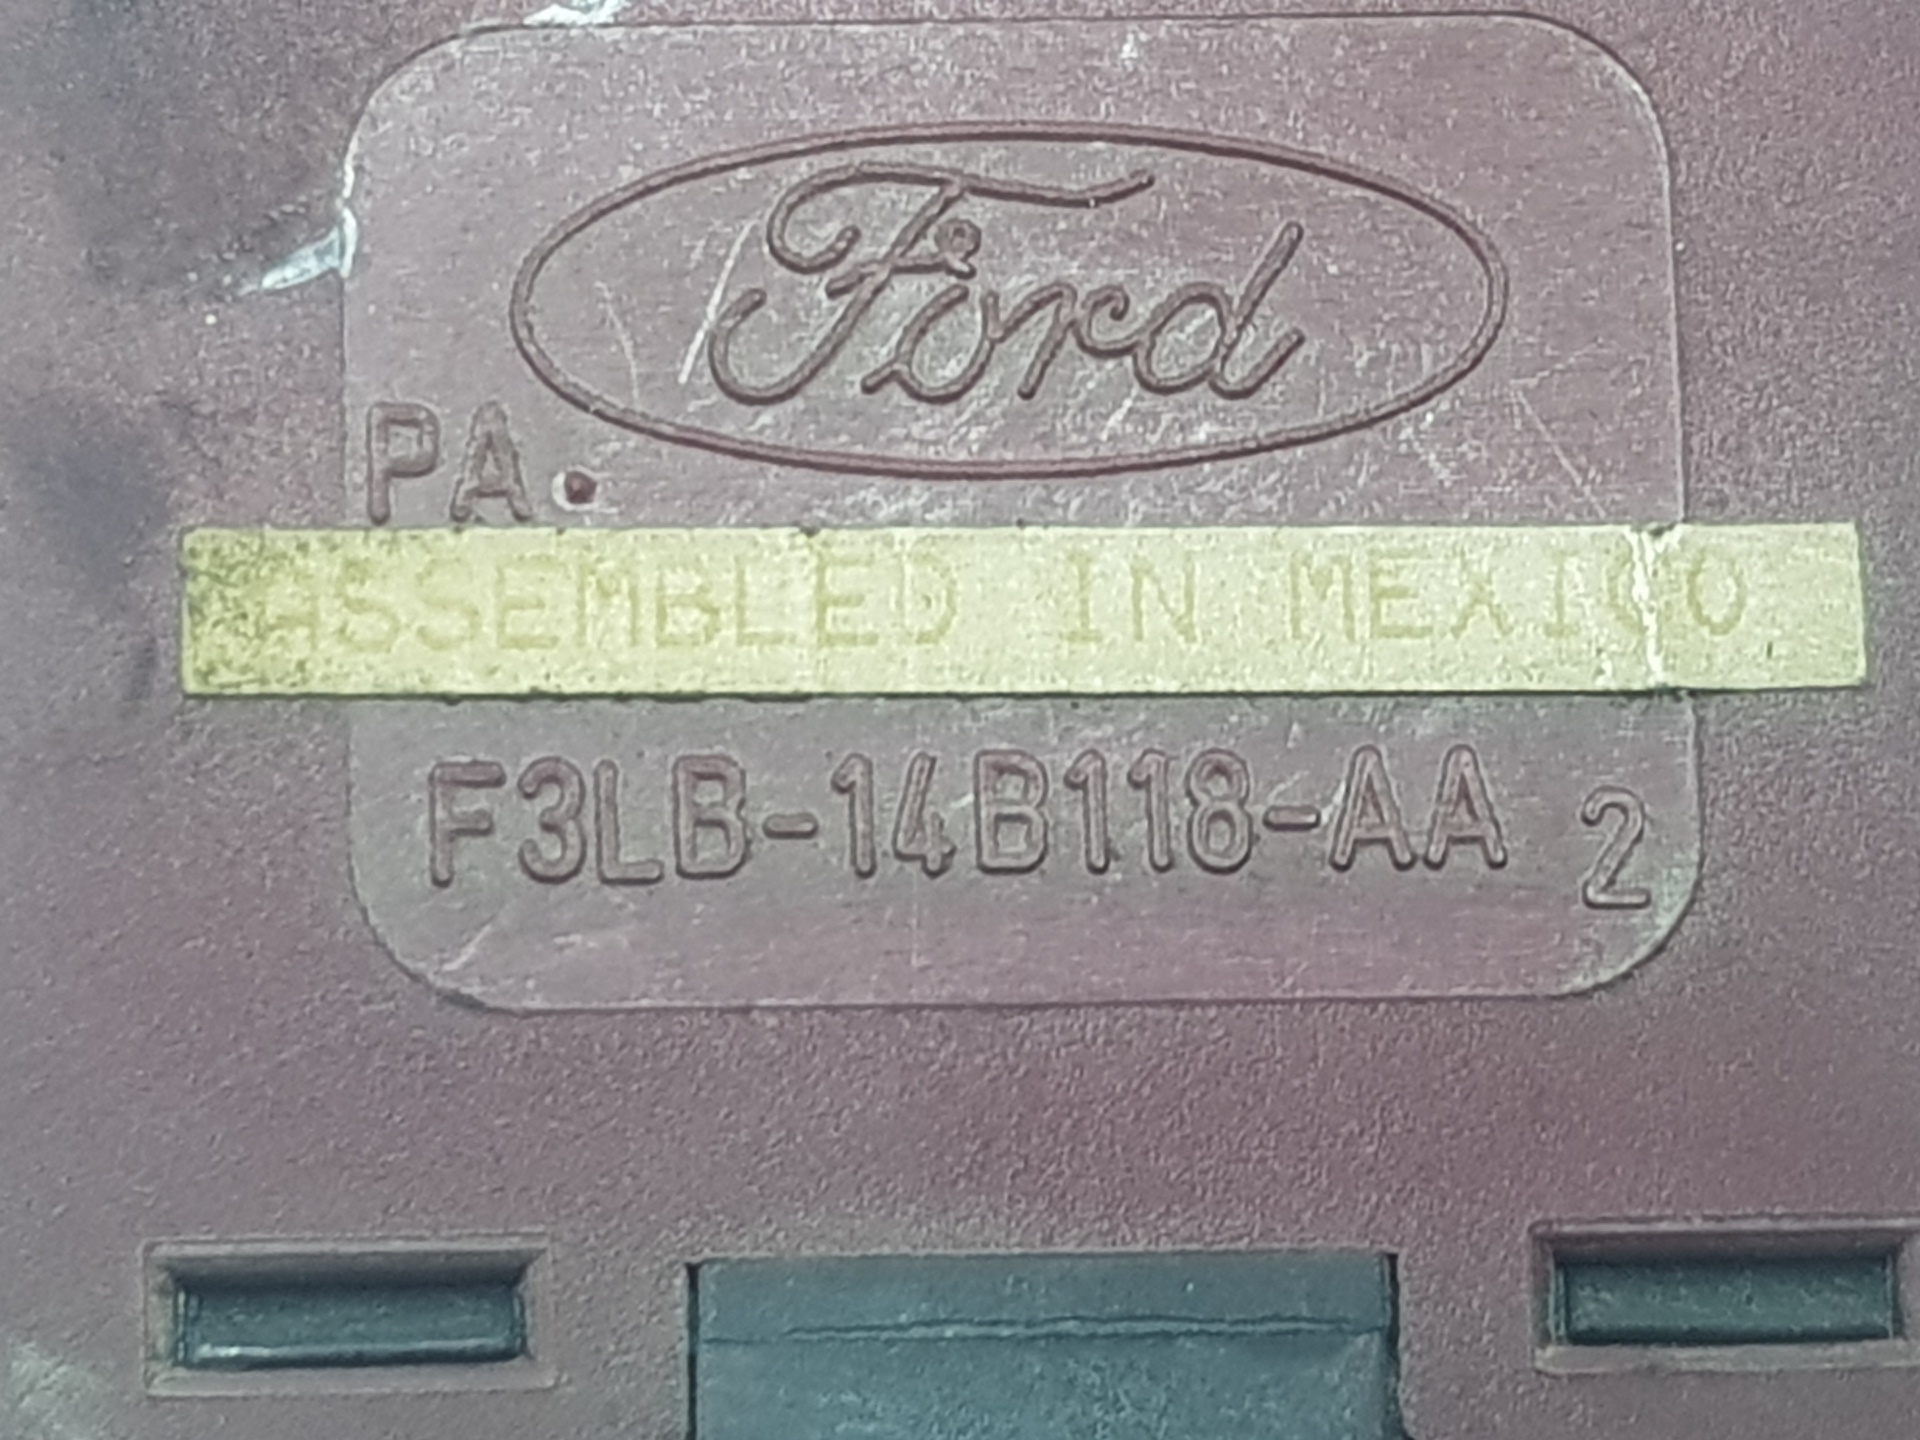 Ford
PA.
ASSEMBLED IN MEXICO
F3LB-14B118-AA 2